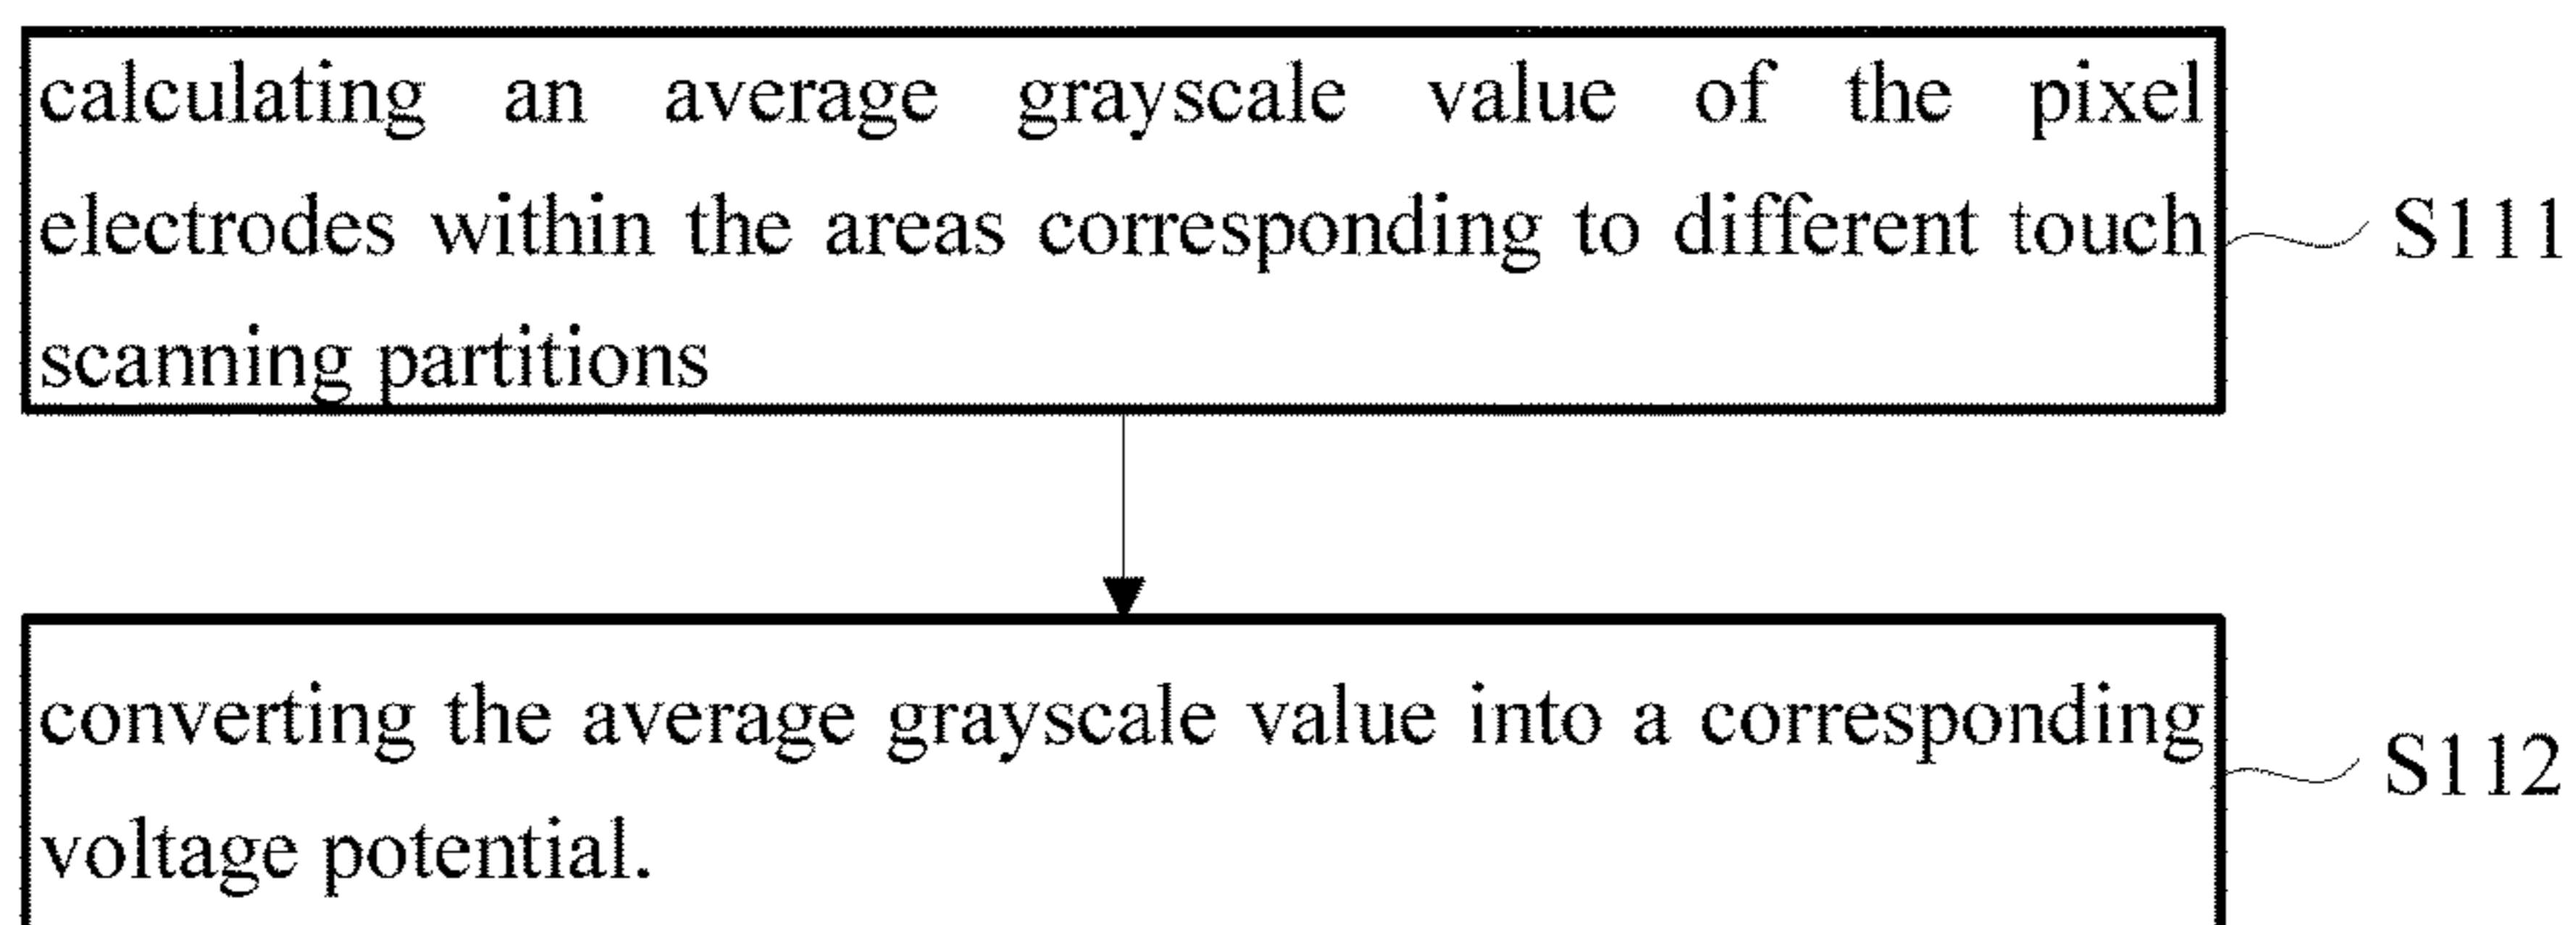 calculating an average grayscale value of the pixel
electrodes within the areas corresponding to different touch
scanning partitions
S111
converting the average grayscale value into a corresponding
voltage potential.
S112